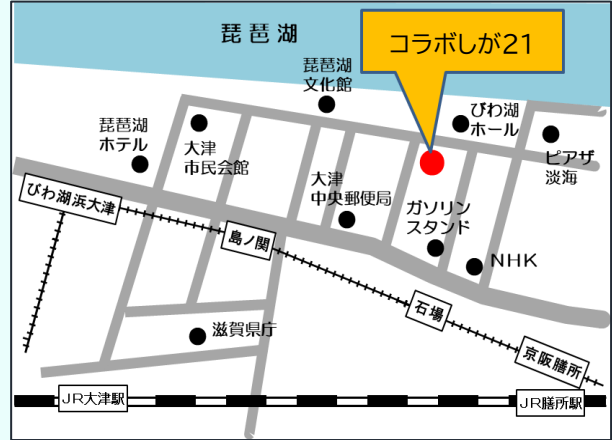 琵琶湖
コラボしが21
琵琶湖
文化館
びわ湖
ホール
琵琶湖
ホテル
大津
市民会館
ピアザ
淡海
大津
中央郵便局
ガソリン
スタンド
びわ湖浜大津
島ノ関
NHK
石場
滋賀県庁
京阪膳所
JR大津駅
JR膳所駅